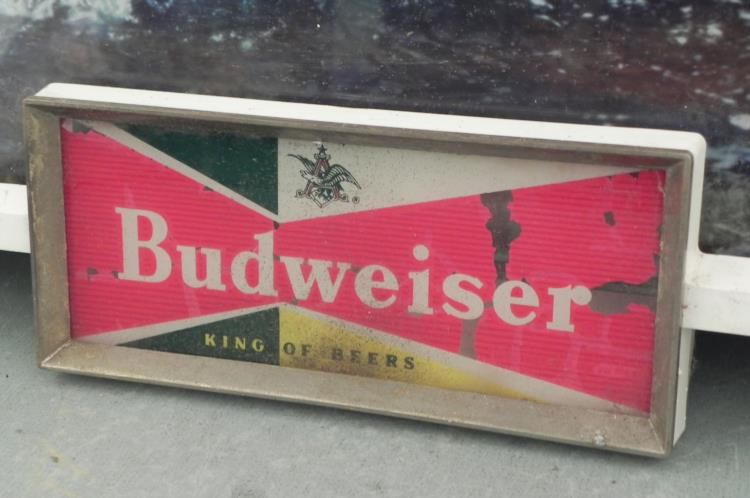 A
®
Budweiser
KING OF BEERS